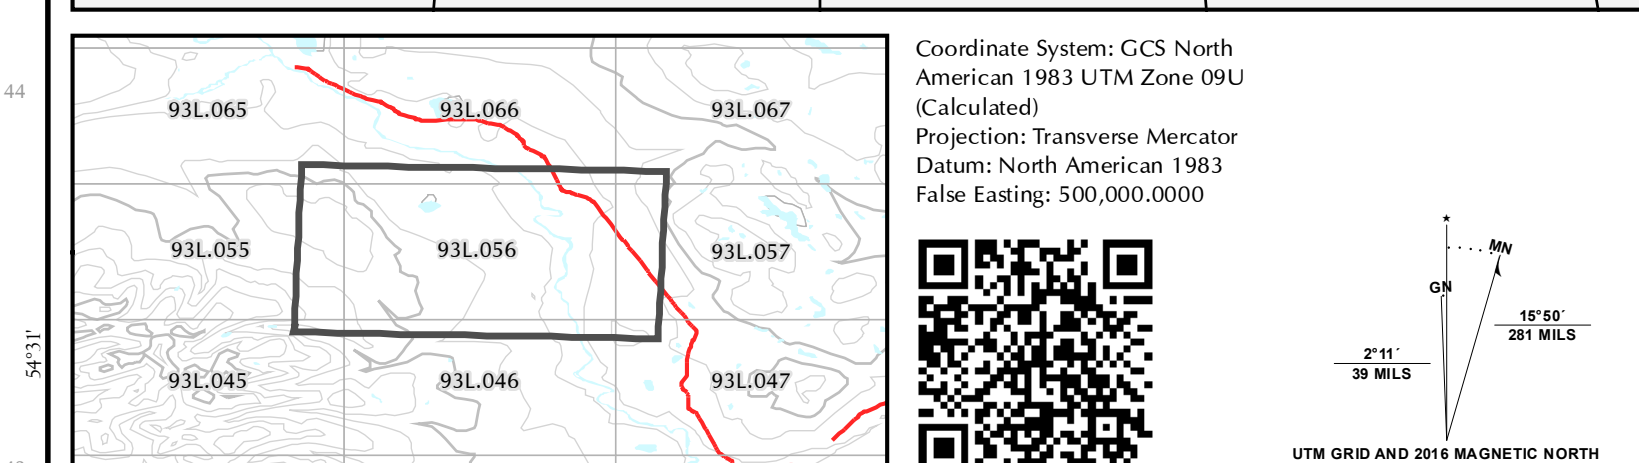 44
54°31'
93L.065
93L.066
93L.067
93L.055
93L.056
93L.057
93L.045
93L.046
93L.047
Coordinate System: GCS North
American 1983 UTM Zone 09U
(Calculated)
Projection: Transverse Mercator
Datum: North American 1983
False Easting: 500,000.0000
MN
GN
15°50´
281 MILS
2°11´
39 MILS
UTM GRID AND 2016 MAGNETIC NORTH